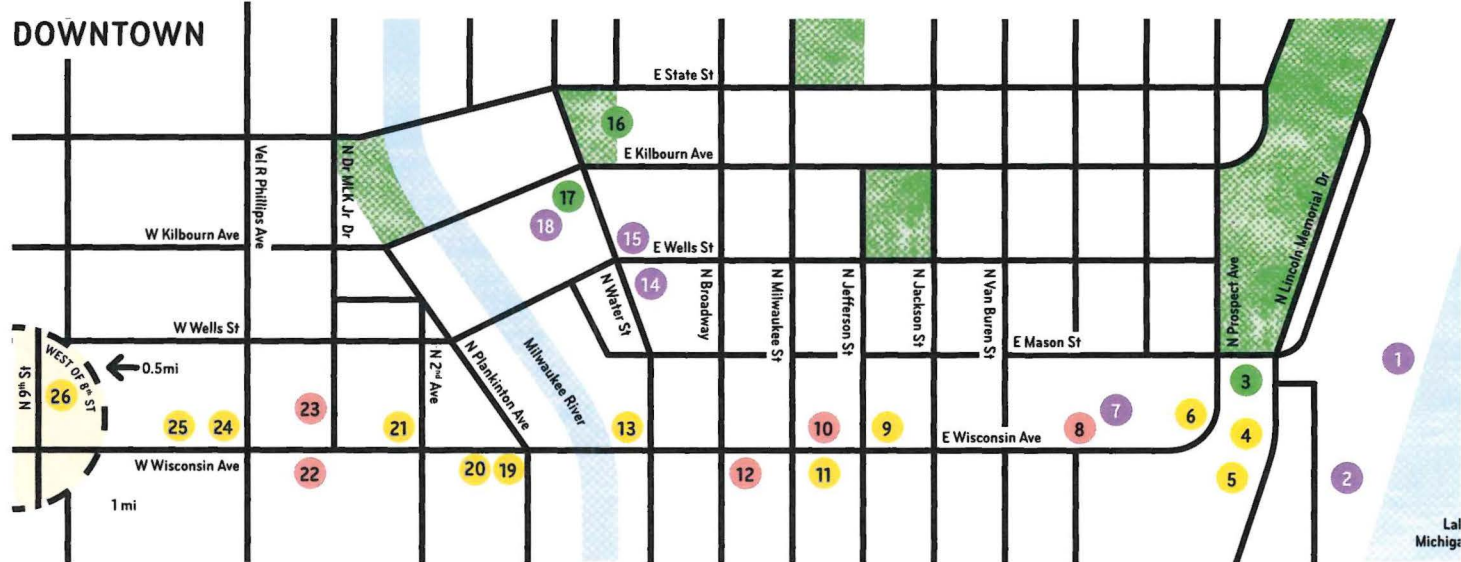 DOWNTOWN
E State St
16
E Kilbourn Ave
Vel R Phillips Ave
N Dr MLK Jr Dr
17
18
15
W Kilbourn Ave
E Wells St
14
N Water St
N Broadway
N Milwaukee St
N Jefferson St
N Jackson St
N Van Buren St
N Prospect Ave
N Lincoln Memorial Dr
W Wells St
E Mason St
N 9th St
WEST OF 8th ST
0.5mi
N 2nd Ave
N Plankinton Ave
Milwaukee River
1
3
26
23
7
25
24
21
13
10
9
8
6
4
E Wisconsin Ave
W Wisconsin Ave
22
20
19
12
11
5
2
1 mi
Lal
Michiga